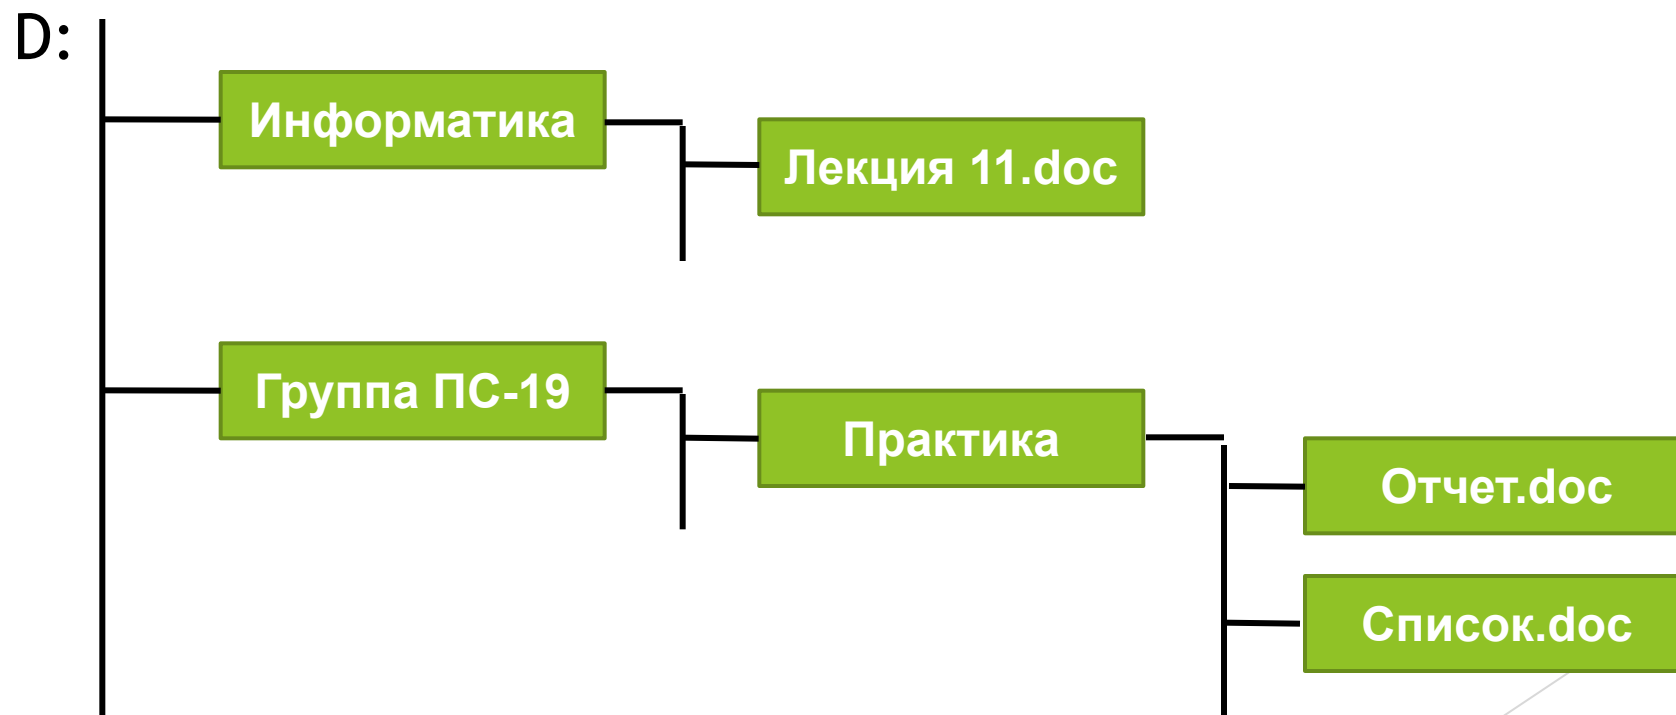 D:
Информатика
Лекция 11.doc
Группа ПС-19
Практика
Отчет.doc
Список.doc